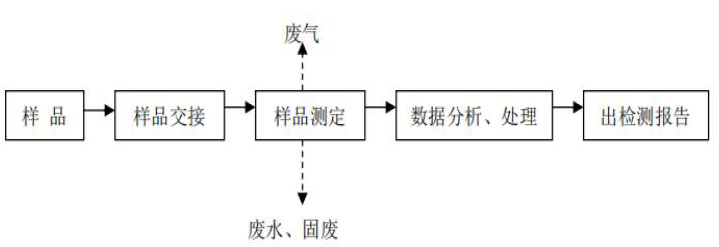 废气
样 品
样品交接
样品测定
数据分析、处理
出检测报告
废水、固废